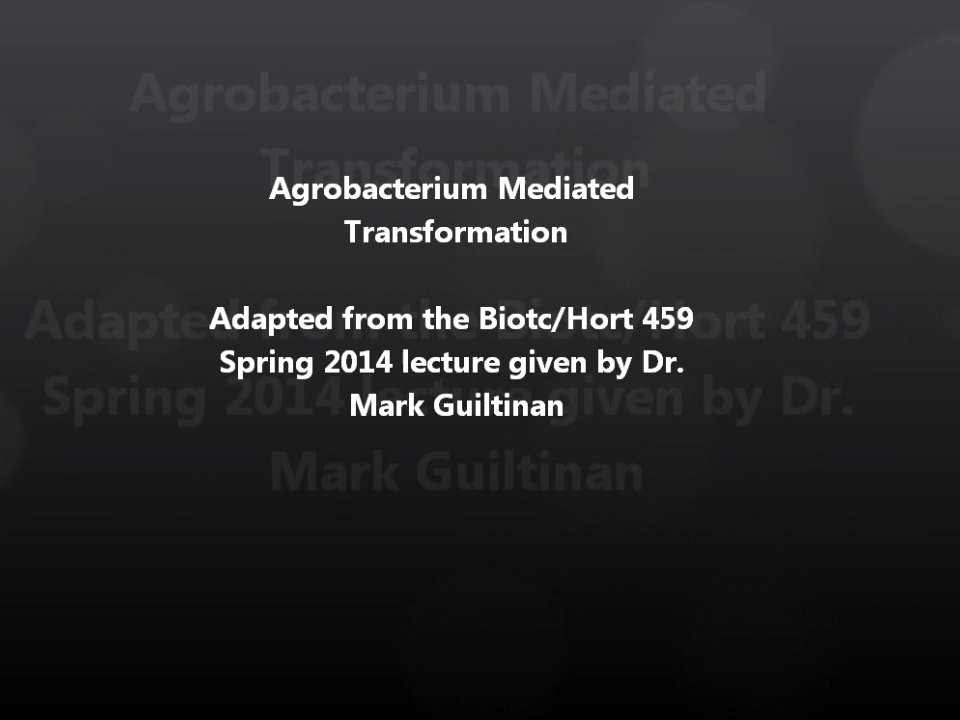 Agrobacterium Mediated
Transformation
Adapted from the Biotc/Hort 459
Spring 2014 lecture given by Dr.
Mark Guiltinan